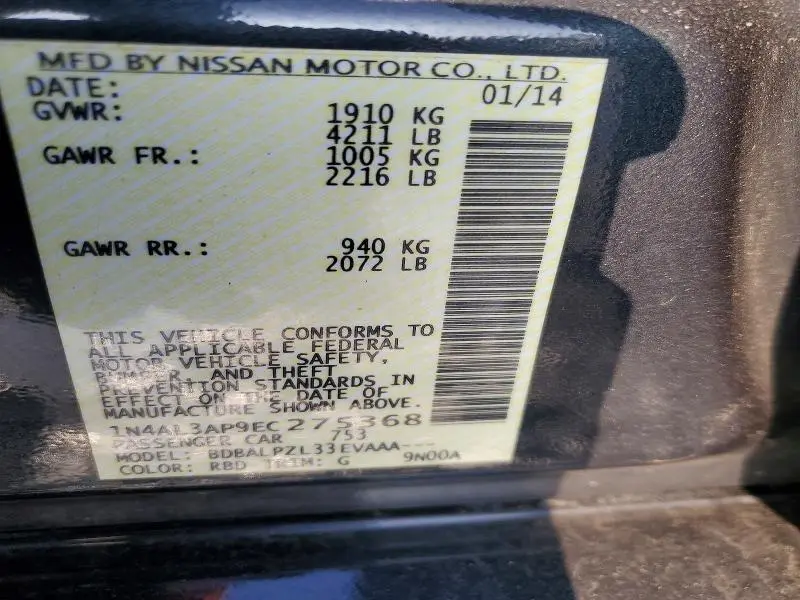 MFD BY NISSAN MOTOR CO., LTD.
DATE: 01/14
GVWR: 1910 KG
4211 LB
GAWR FR.: 1005 KG
2216 LB
GAWR RR.: 940 KG
2072 LB
THIS VEHICLE CONFORMS TO
ALL APPLICABLE FEDERAL
MOTOR VEHICLE SAFETY,
BUMPER, AND THEFT
PREVENTION STANDARDS IN
EFFECT ON THE DATE OF
MANUFACTURE SHOWN ABOVE.
1N4AL3AP9EC275368
PASSENGER CAR 753
MODEL: BDBALPZL33EVAAA---
COLOR: RBD TRIM: G 9N00A